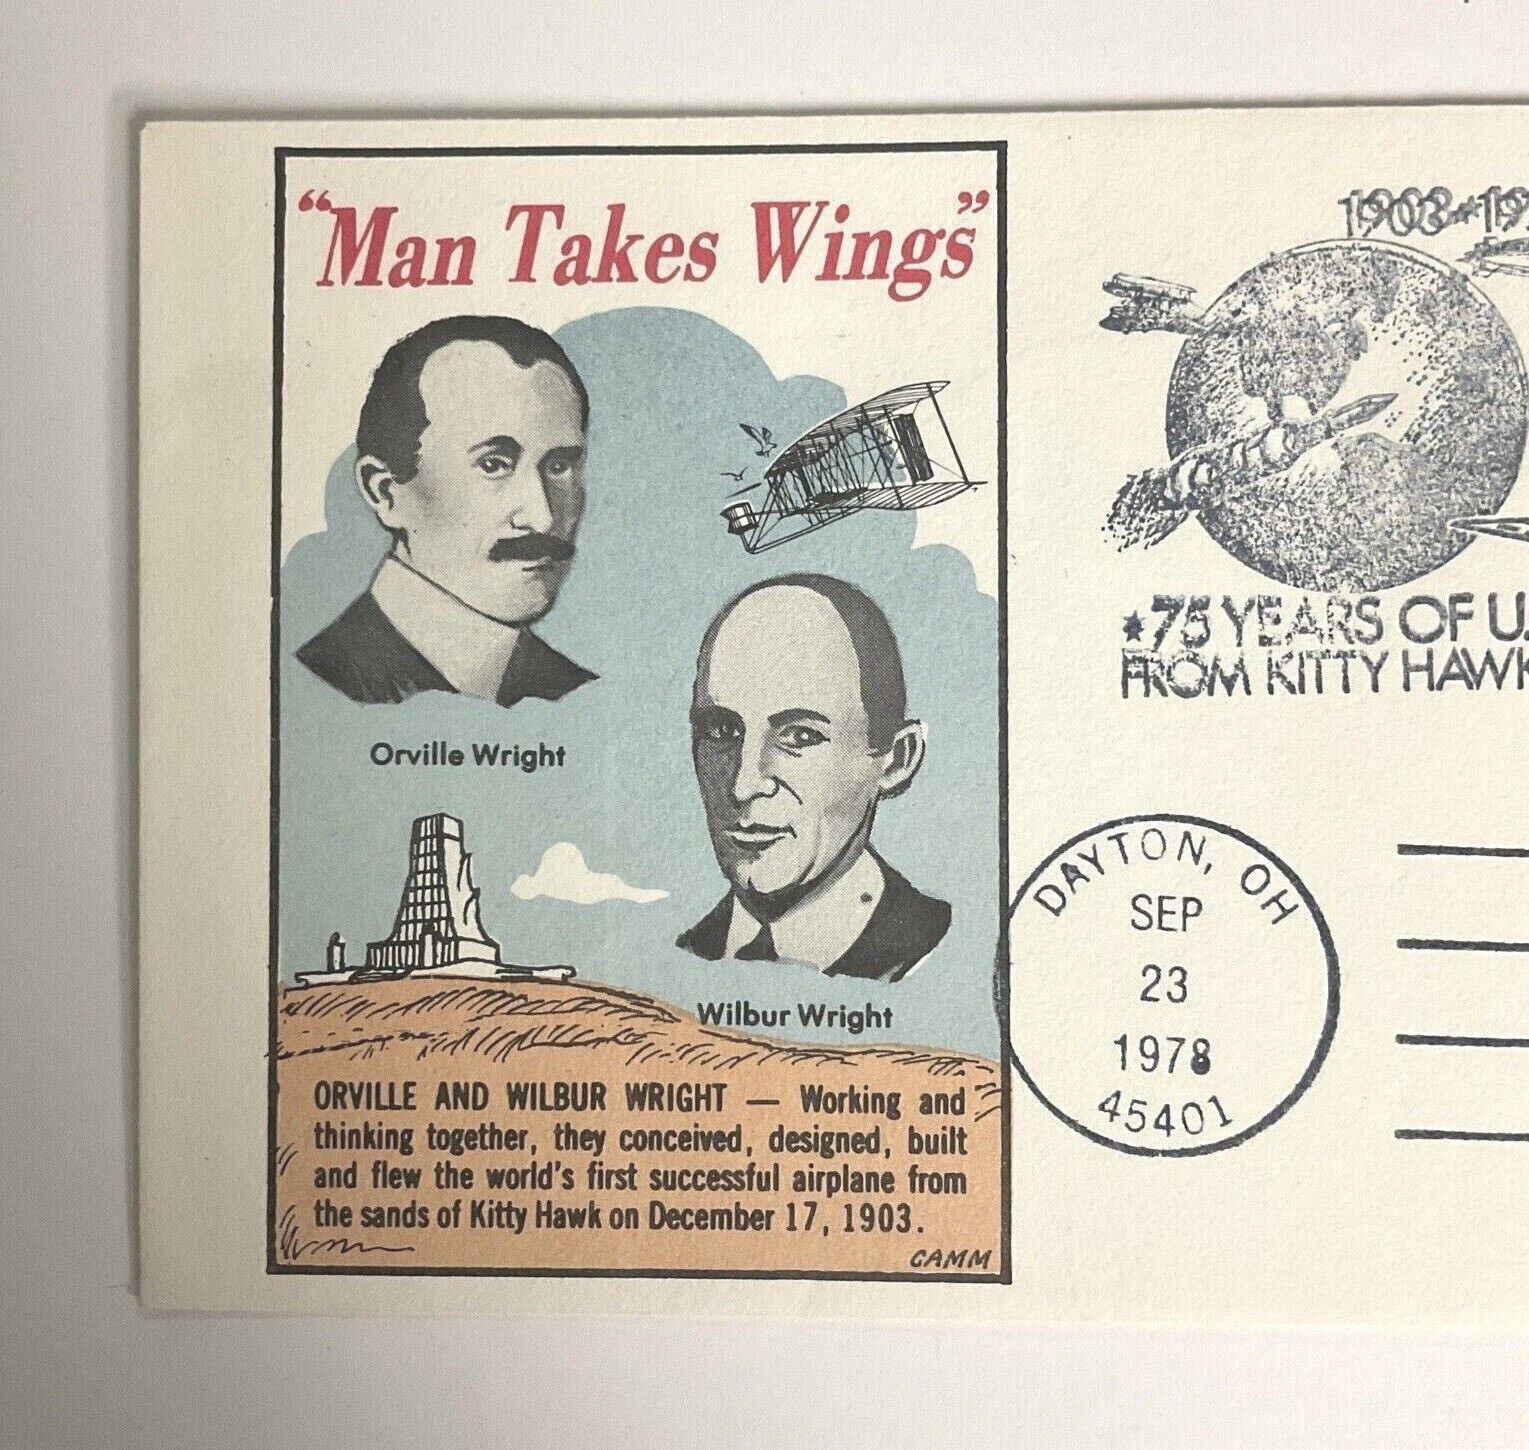 “Man Takes Wings”
Orville Wright
Wilbur Wright
ORVILLE AND WILBUR WRIGHT — Working and
thinking together, they conceived, designed, built
and flew the world's first successful airplane from
the sands of Kitty Hawk on December 17, 1903.
CAMM
1903★19
★75 YEARS OF U.
FROM KITTY HAWK
DAYTON, OH
SEP
23
1978
45401